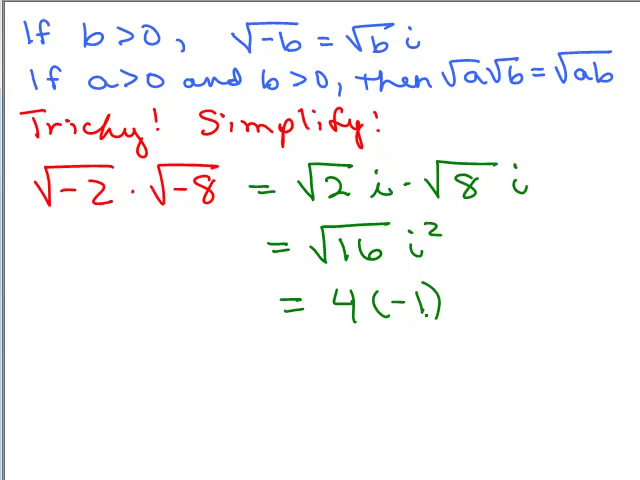 If b > 0, √-b = √b i
If a > 0 and b > 0, then √a√b = √ab
Tricky! Simplify:
√-2 · √-8 = √2 i · √8 i
= √16 i²
= 4(-1)